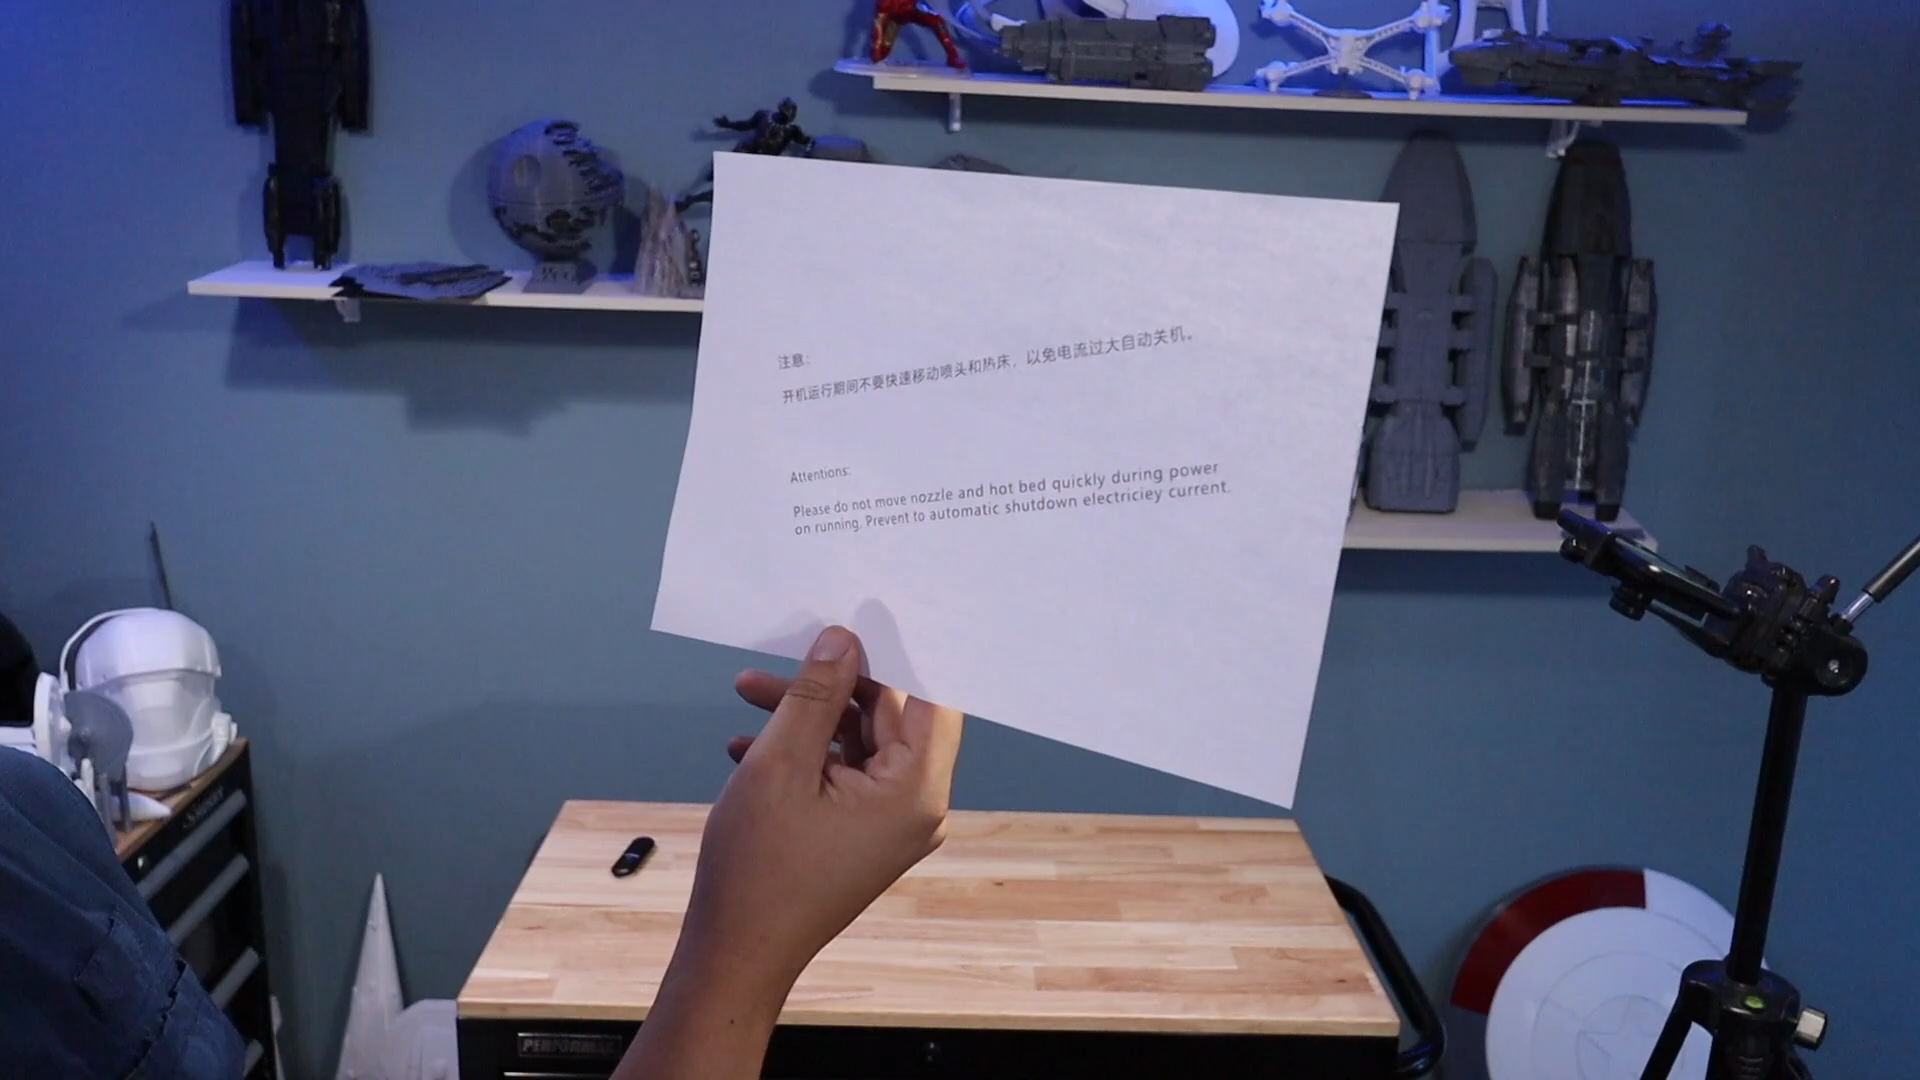 注意:
开机运行期间不要快速移动喷头和热床，以免电流过大自动关机。
Attentions:
Please do not move nozzle and hot bed quickly during power
on running. Prevent to automatic shutdown electriciey current.
PERFORMAX